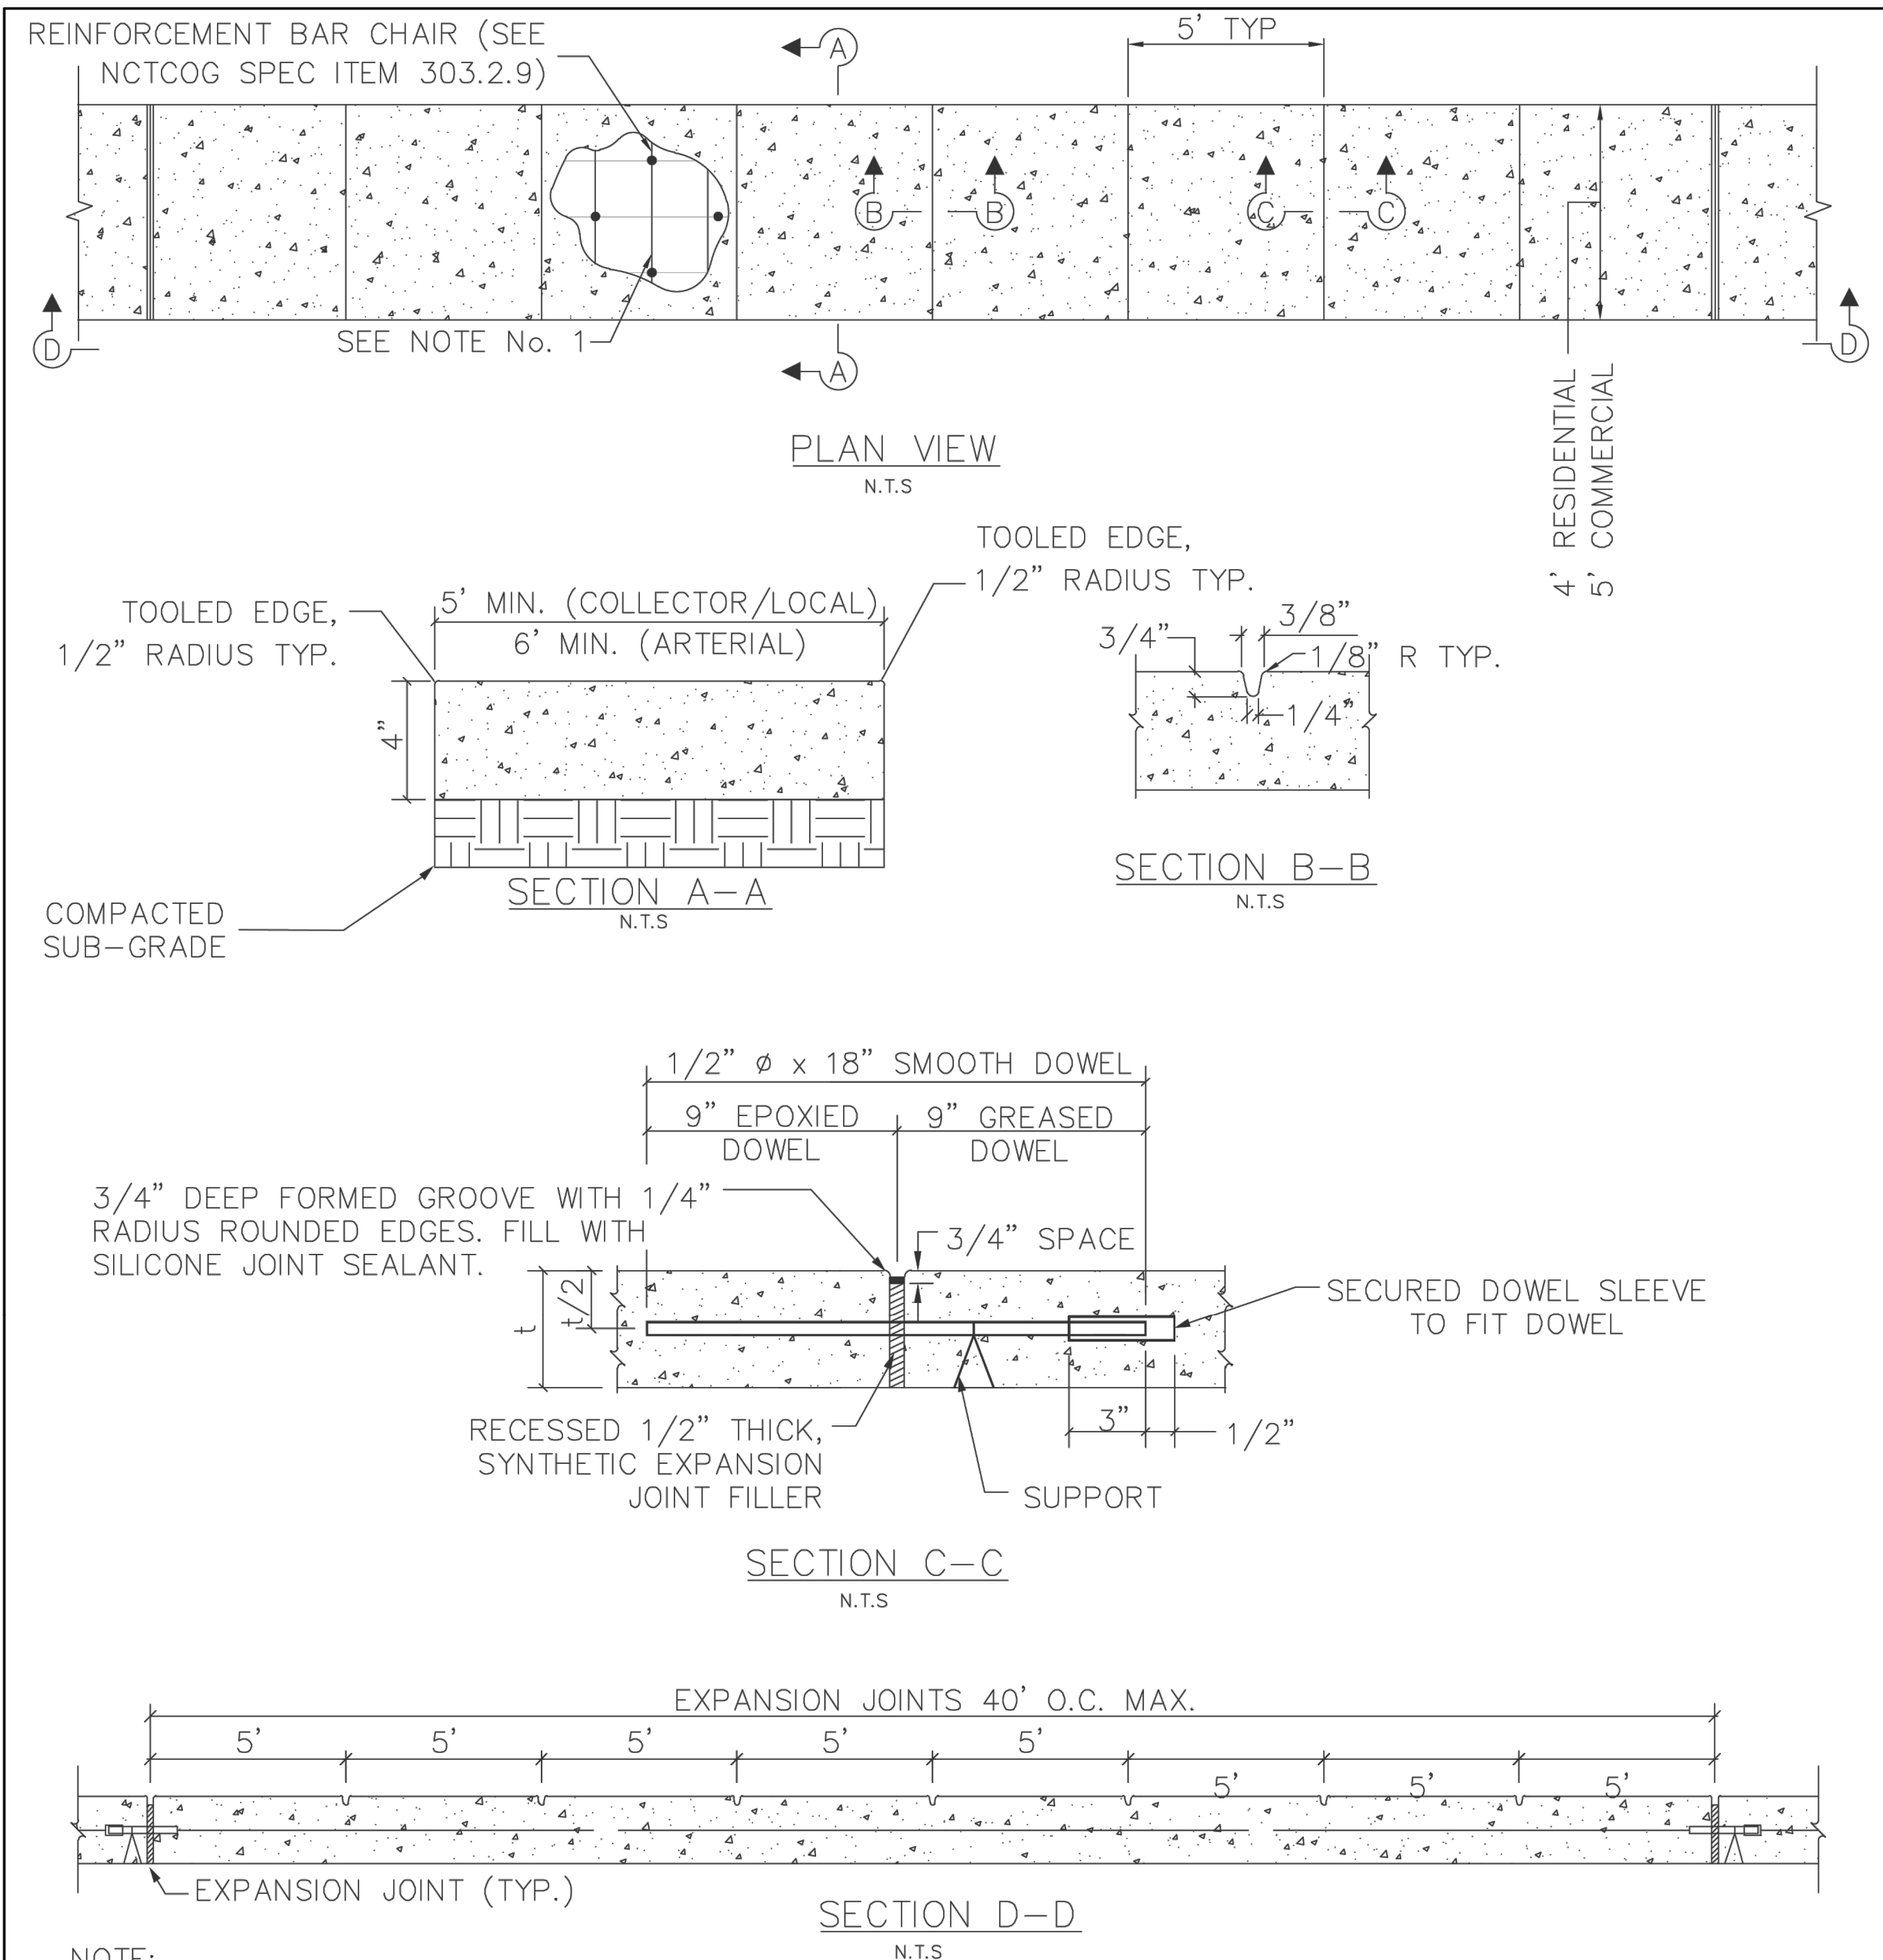 REINFORCEMENT BAR CHAIR (SEE
NCTCOG SPEC ITEM 303.2.9)
A
5' TYP
B
B
C
C
D
D
SEE NOTE No. 1
A
4' RESIDENTIAL
5' COMMERCIAL
PLAN VIEW
N.T.S
TOOLED EDGE,
1/2" RADIUS TYP.
5' MIN. (COLLECTOR/LOCAL)
6' MIN. (ARTERIAL)
TOOLED EDGE,
1/2" RADIUS TYP.
4"
COMPACTED
SUB-GRADE
SECTION A-A
N.T.S
3/4"
3/8"
1/8" R TYP.
1/4"
SECTION B-B
N.T.S
1/2" ø x 18" SMOOTH DOWEL
9" EPOXIED
DOWEL
9" GREASED
DOWEL
3/4" DEEP FORMED GROOVE WITH 1/4"
RADIUS ROUNDED EDGES. FILL WITH
SILICONE JOINT SEALANT.
3/4" SPACE
t
t/2
SECURED DOWEL SLEEVE
TO FIT DOWEL
RECESSED 1/2" THICK,
SYNTHETIC EXPANSION
JOINT FILLER
3"
1/2"
SUPPORT
SECTION C-C
N.T.S
EXPANSION JOINTS 40' O.C. MAX.
5' 5' 5' 5' 5' 5' 5' 5'
EXPANSION JOINT (TYP.)
SECTION D-D
N.T.S
NOTE: